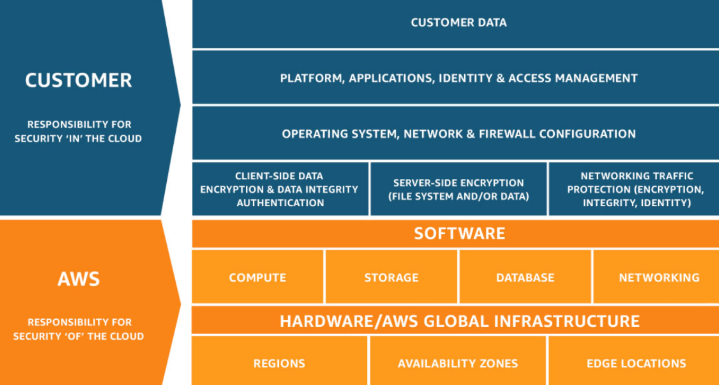 CUSTOMER
RESPONSIBILITY FOR
SECURITY ‘IN’ THE CLOUD
CUSTOMER DATA
PLATFORM, APPLICATIONS, IDENTITY & ACCESS MANAGEMENT
OPERATING SYSTEM, NETWORK & FIREWALL CONFIGURATION
CLIENT-SIDE DATA
ENCRYPTION & DATA INTEGRITY
AUTHENTICATION
SERVER-SIDE ENCRYPTION
(FILE SYSTEM AND/OR DATA)
NETWORKING TRAFFIC
PROTECTION (ENCRYPTION,
INTEGRITY, IDENTITY)
AWS
RESPONSIBILITY FOR
SECURITY ‘OF’ THE CLOUD
SOFTWARE
COMPUTE
STORAGE
DATABASE
NETWORKING
HARDWARE/AWS GLOBAL INFRASTRUCTURE
REGIONS
AVAILABILITY ZONES
EDGE LOCATIONS